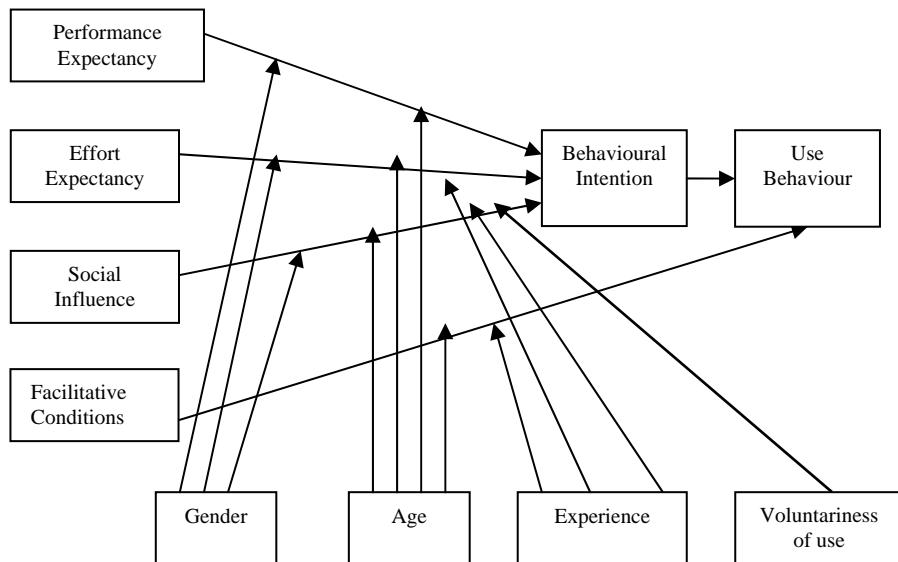 Performance
Expectancy
Effort
Expectancy
Behavioural
Intention
Use
Behaviour
Social
Influence
Facilitative
Conditions
Gender
Age
Experience
Voluntariness
of use